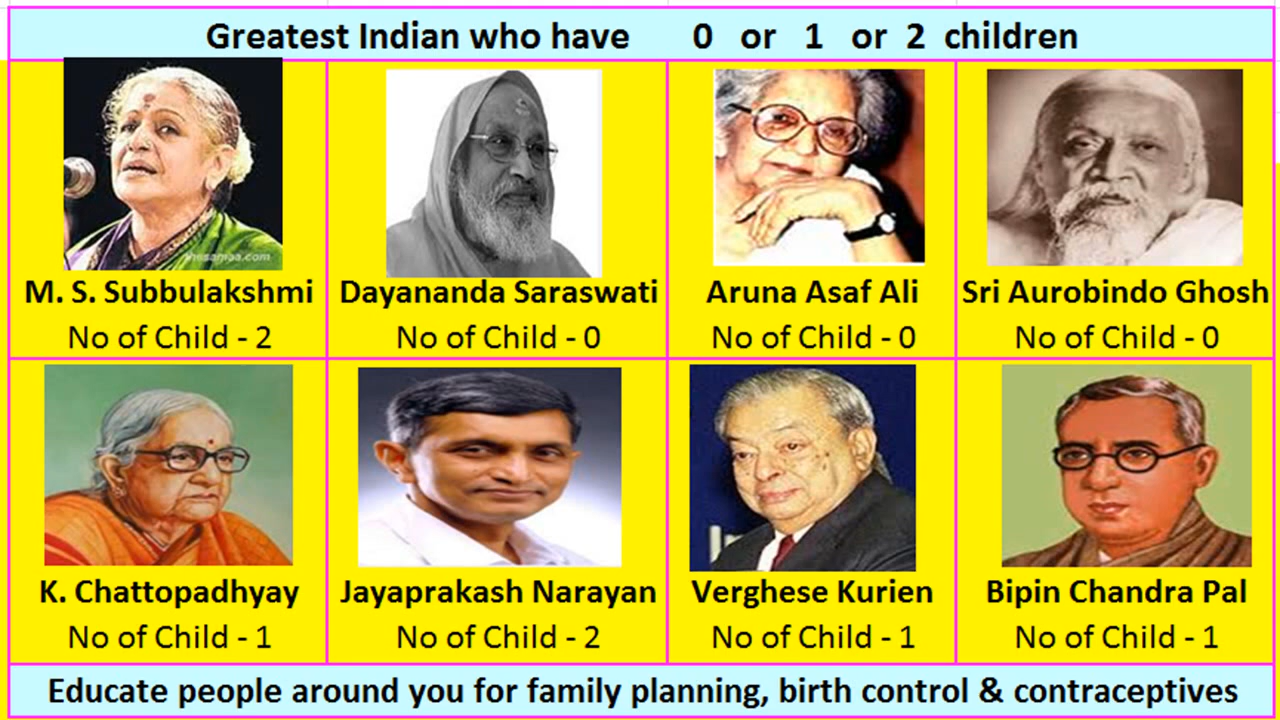 Greatest Indian who have 0 or 1 or 2 children
M. S. Subbulakshmi
No of Child - 2
Dayananda Saraswati
No of Child - 0
Aruna Asaf Ali
No of Child - 0
Sri Aurobindo Ghosh
No of Child - 0
K. Chattopadhyay
No of Child - 1
Jayaprakash Narayan
No of Child - 2
Verghese Kurien
No of Child - 1
Bipin Chandra Pal
No of Child - 1
Educate people around you for family planning, birth control & contraceptives